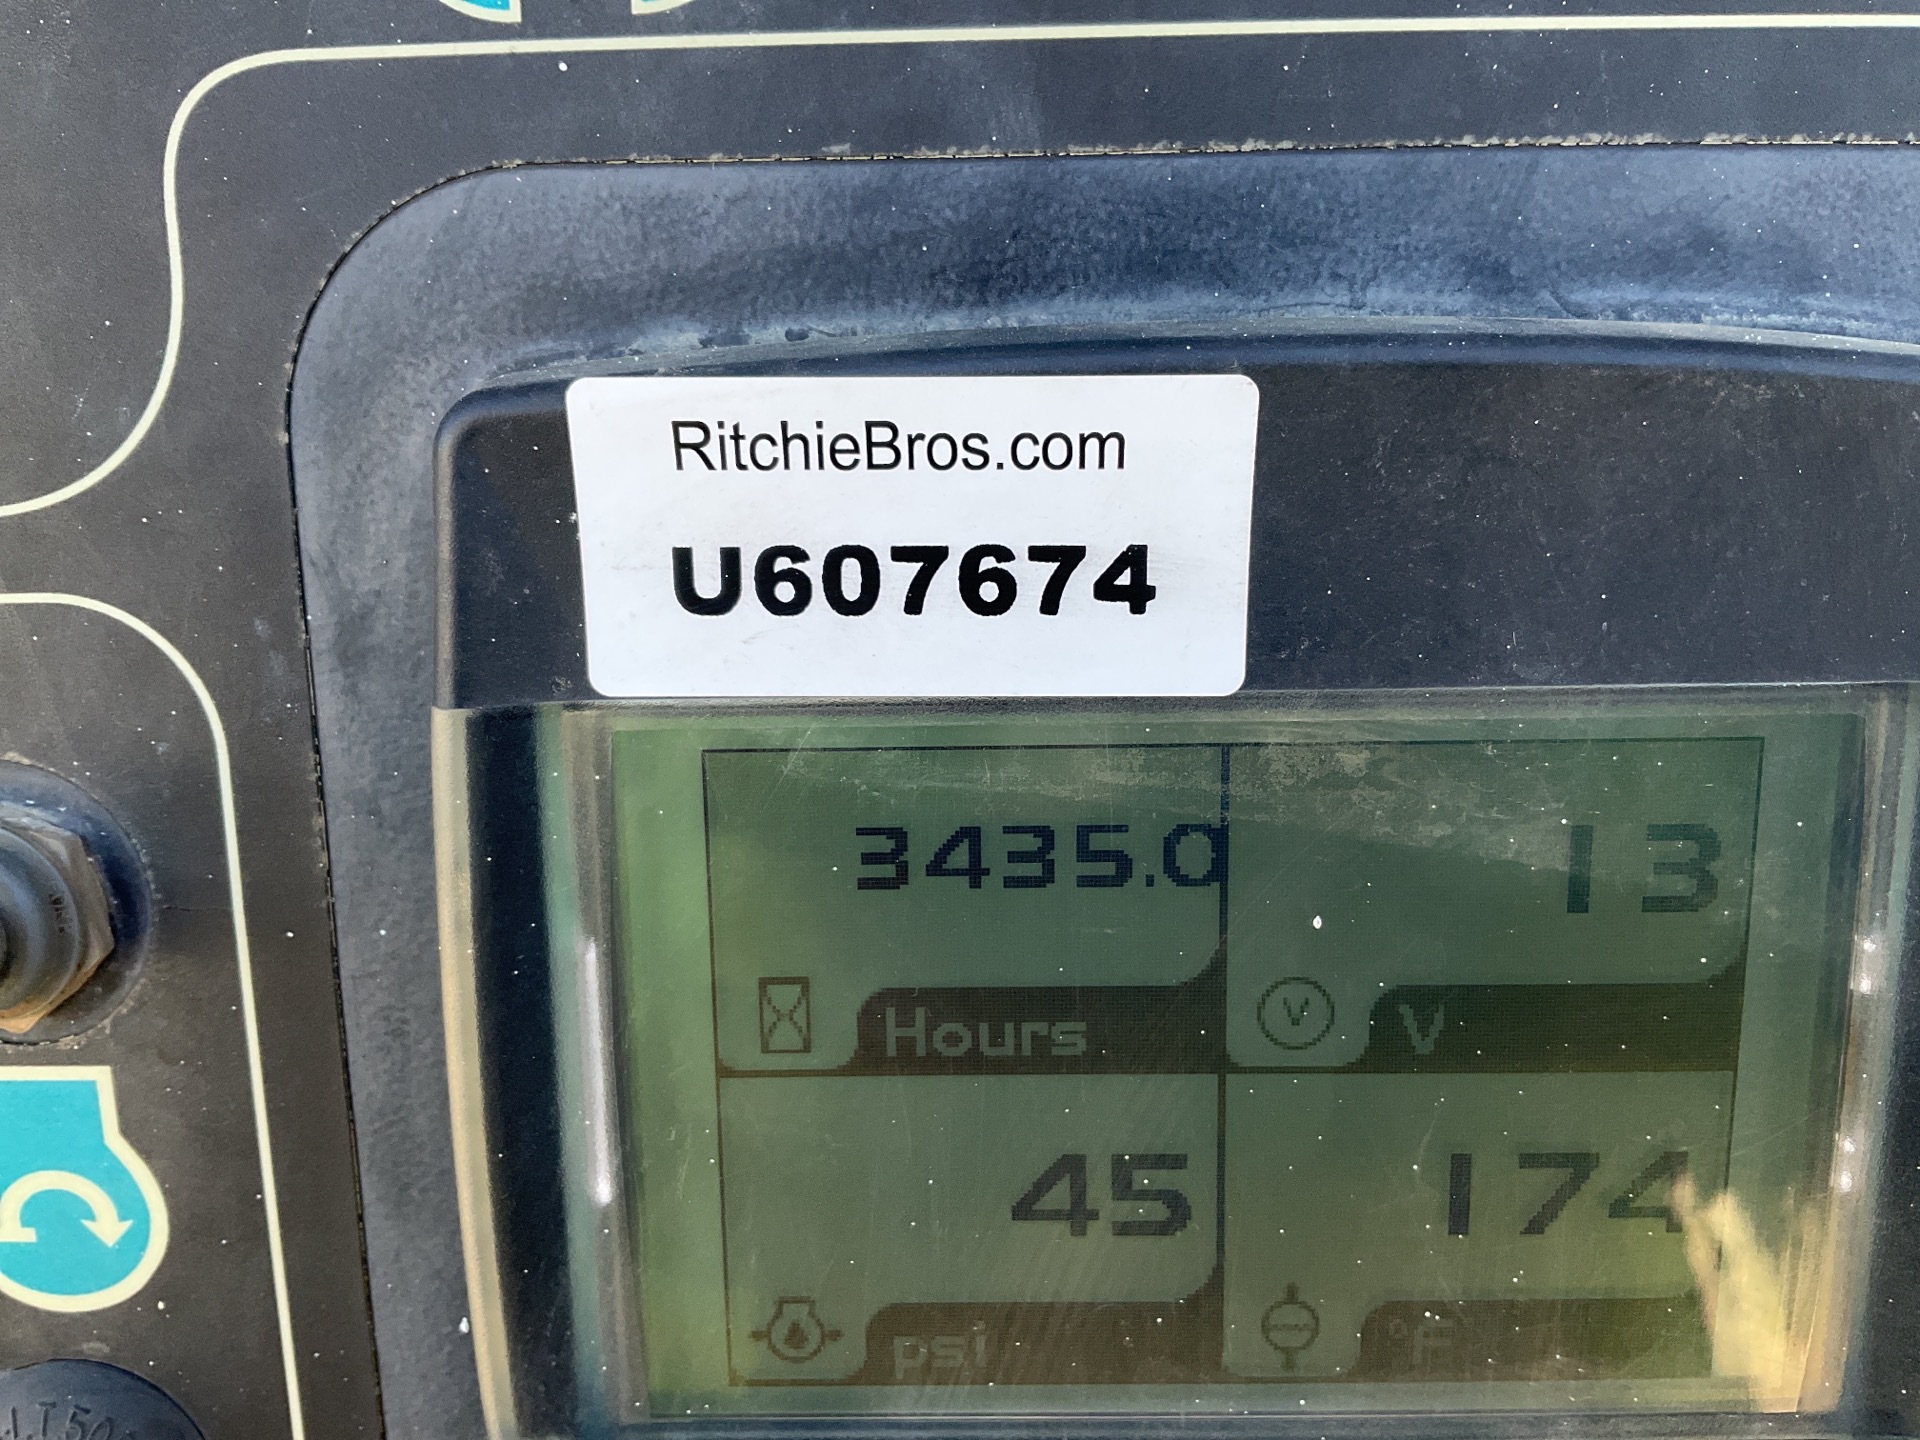 RitchieBros.com
U607674
3435.0 13
Hours V V
45 174
psi °F